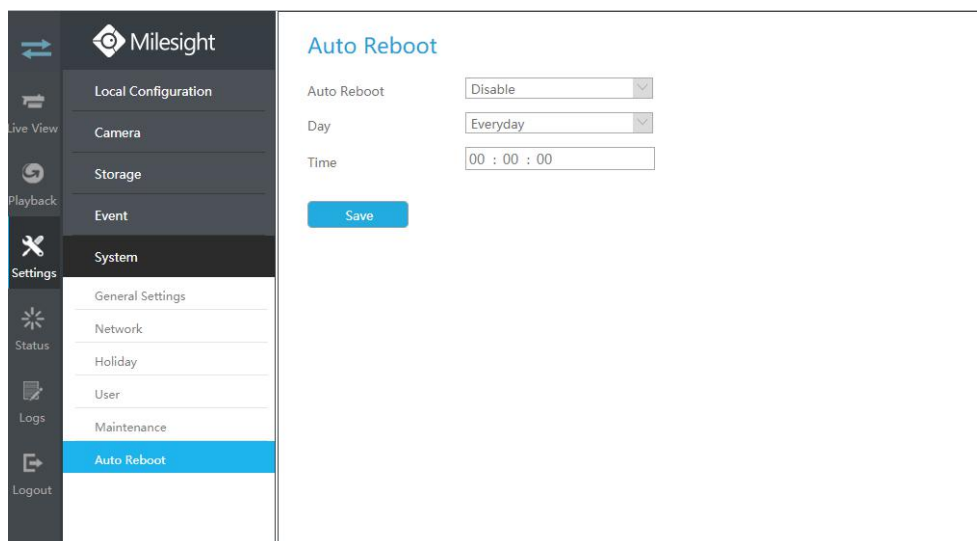 Milesight
Live View
Playback
Settings
Status
Logs
Logout
Local Configuration
Camera
Storage
Event
System
General Settings
Network
Holiday
User
Maintenance
Auto Reboot
Auto Reboot
Auto Reboot Disable
Day Everyday
Time 00 : 00 : 00
Save